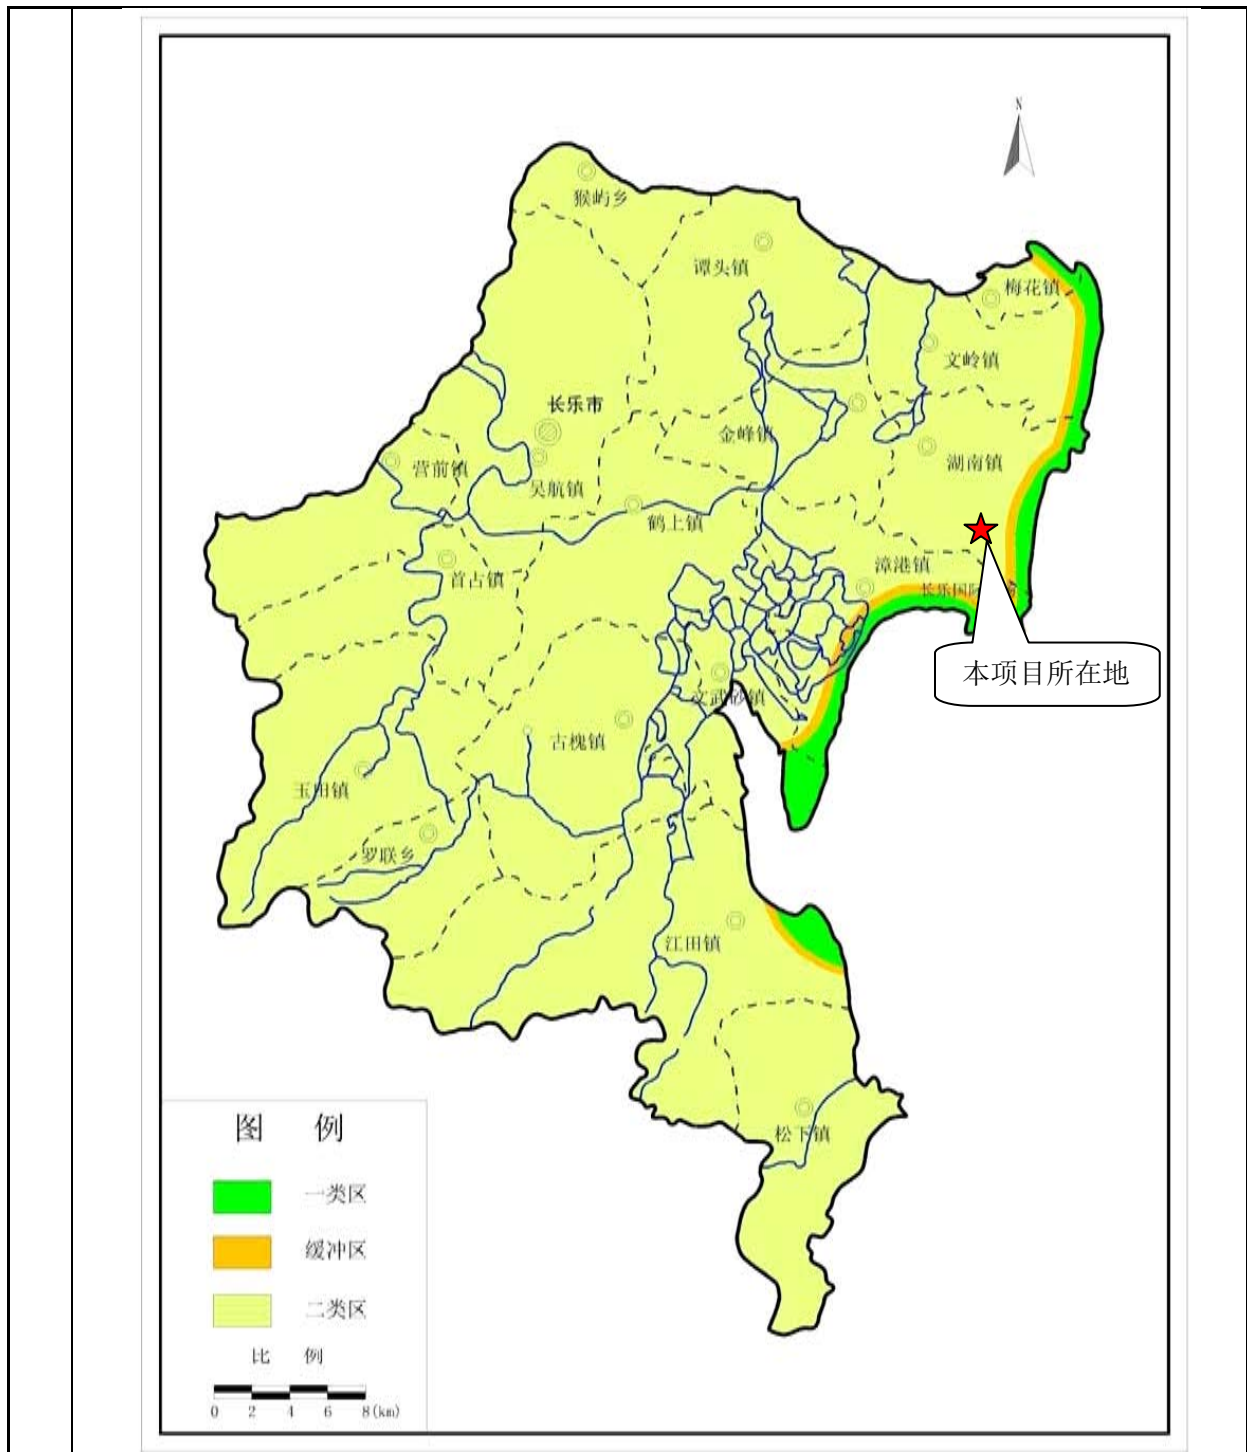 N
猴屿乡
谭头镇
梅花镇
文岭镇
长乐市
金峰镇
湖南镇
营前镇
吴航镇
鹤上镇
漳港镇
首占镇
长乐国际
本项目所在地
文武砂镇
古槐镇
玉田镇
罗联乡
江田镇
松下镇
图 例
一类区
缓冲区
二类区
比 例
0 2 4 6 8(km)